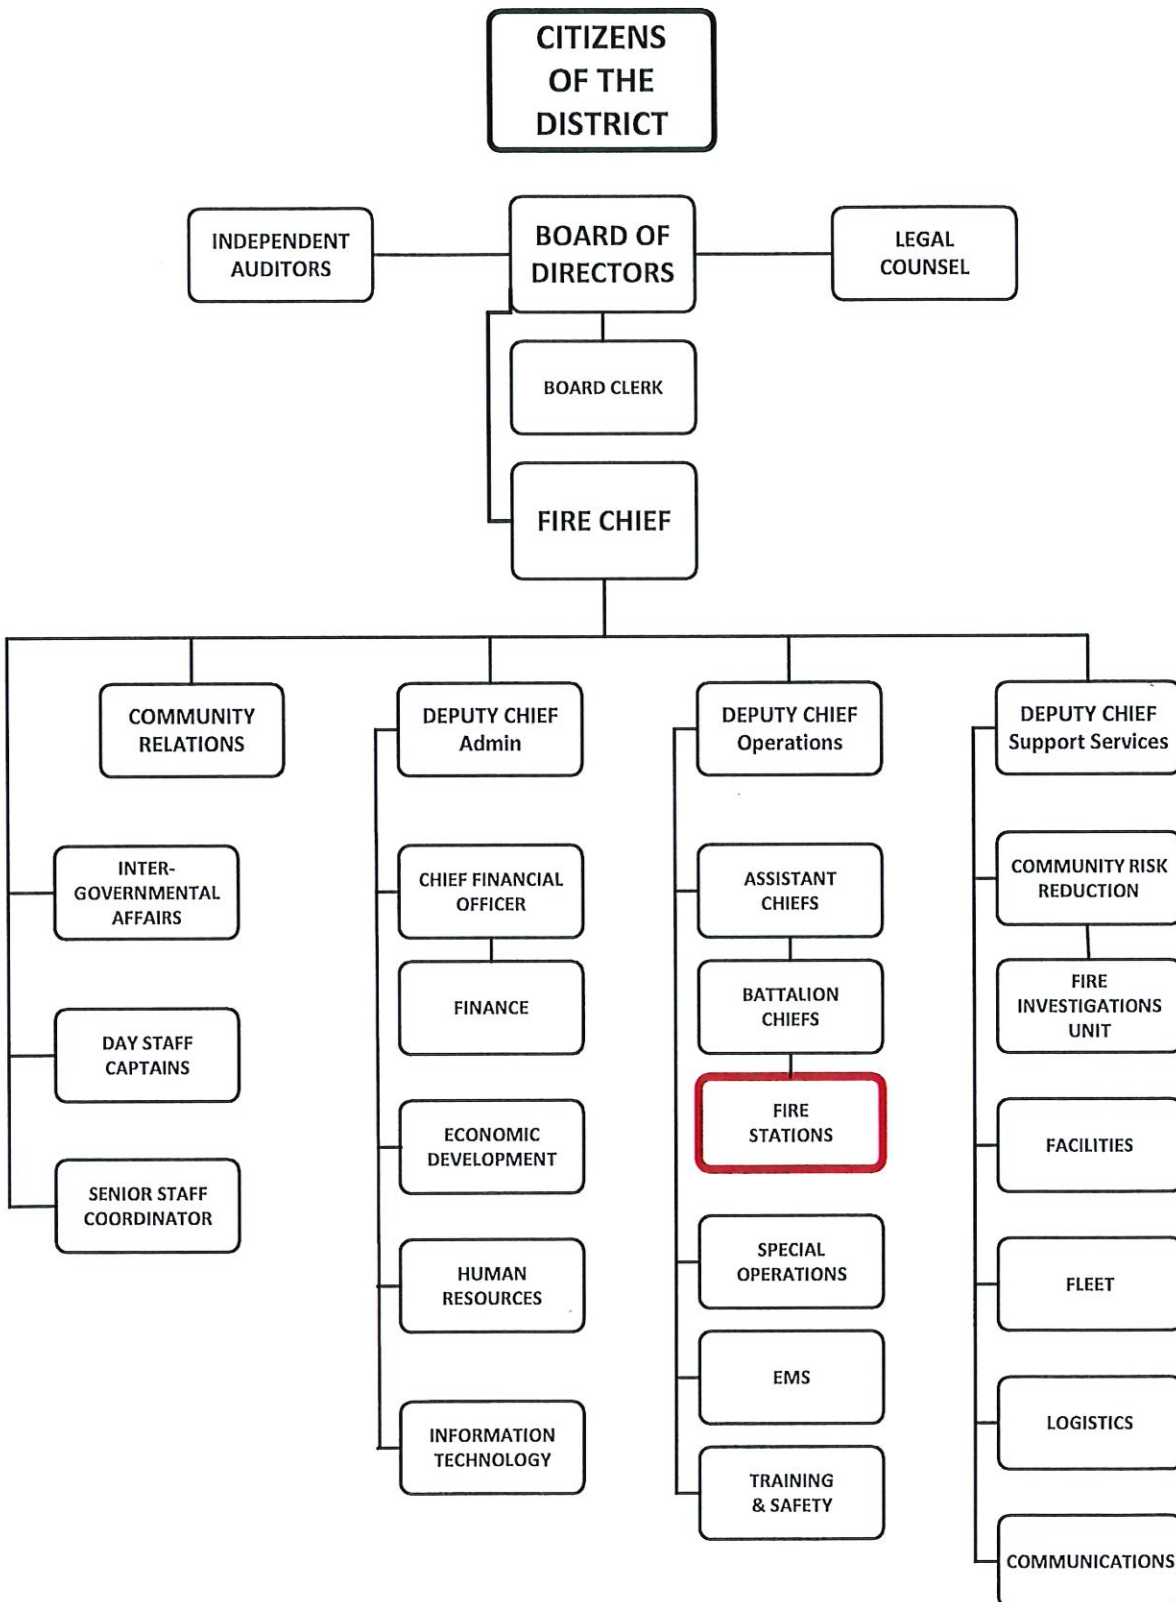 CITIZENS
OF THE
DISTRICT
INDEPENDENT
AUDITORS
BOARD OF
DIRECTORS
LEGAL
COUNSEL
BOARD CLERK
FIRE CHIEF
COMMUNITY
RELATIONS
DEPUTY CHIEF
Admin
DEPUTY CHIEF
Operations
DEPUTY CHIEF
Support Services
INTER-
GOVERNMENTAL
AFFAIRS
DAY STAFF
CAPTAINS
SENIOR STAFF
COORDINATOR
CHIEF FINANCIAL
OFFICER
FINANCE
ECONOMIC
DEVELOPMENT
HUMAN
RESOURCES
INFORMATION
TECHNOLOGY
ASSISTANT
CHIEFS
BATTALION
CHIEFS
FIRE
STATIONS
SPECIAL
OPERATIONS
EMS
TRAINING
& SAFETY
COMMUNITY RISK
REDUCTION
FIRE
INVESTIGATIONS
UNIT
FACILITIES
FLEET
LOGISTICS
COMMUNICATIONS